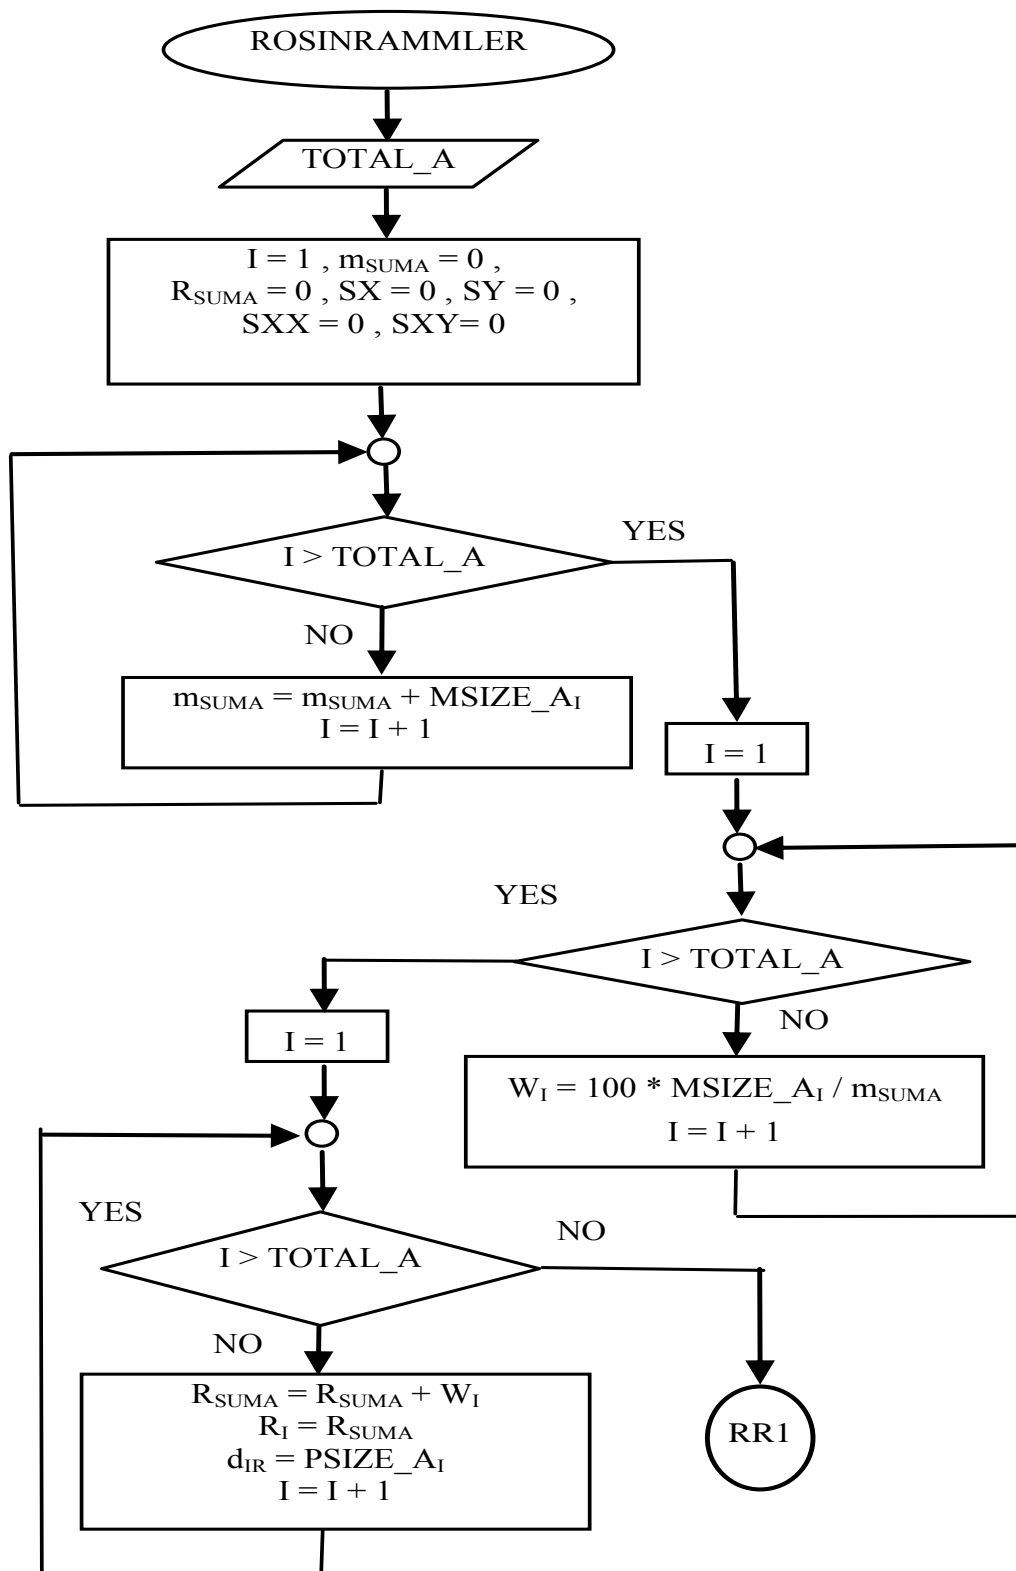 ROSINRAMMLER
TOTAL_A
I = 1 , mSUMA = 0 ,
RSUMA = 0 , SX = 0 , SY = 0 ,
SXX = 0 , SXY= 0
I > TOTAL_A
YES
NO
mSUMA = mSUMA + MSIZE_AI
I = I + 1
I = 1
YES
I > TOTAL_A
NO
I = 1
WI = 100 * MSIZE_AI / mSUMA
I = I + 1
YES
NO
I > TOTAL_A
NO
RSUMA = RSUMA + WI
RI = RSUMA
dIR = PSIZE_AI
I = I + 1
RR1